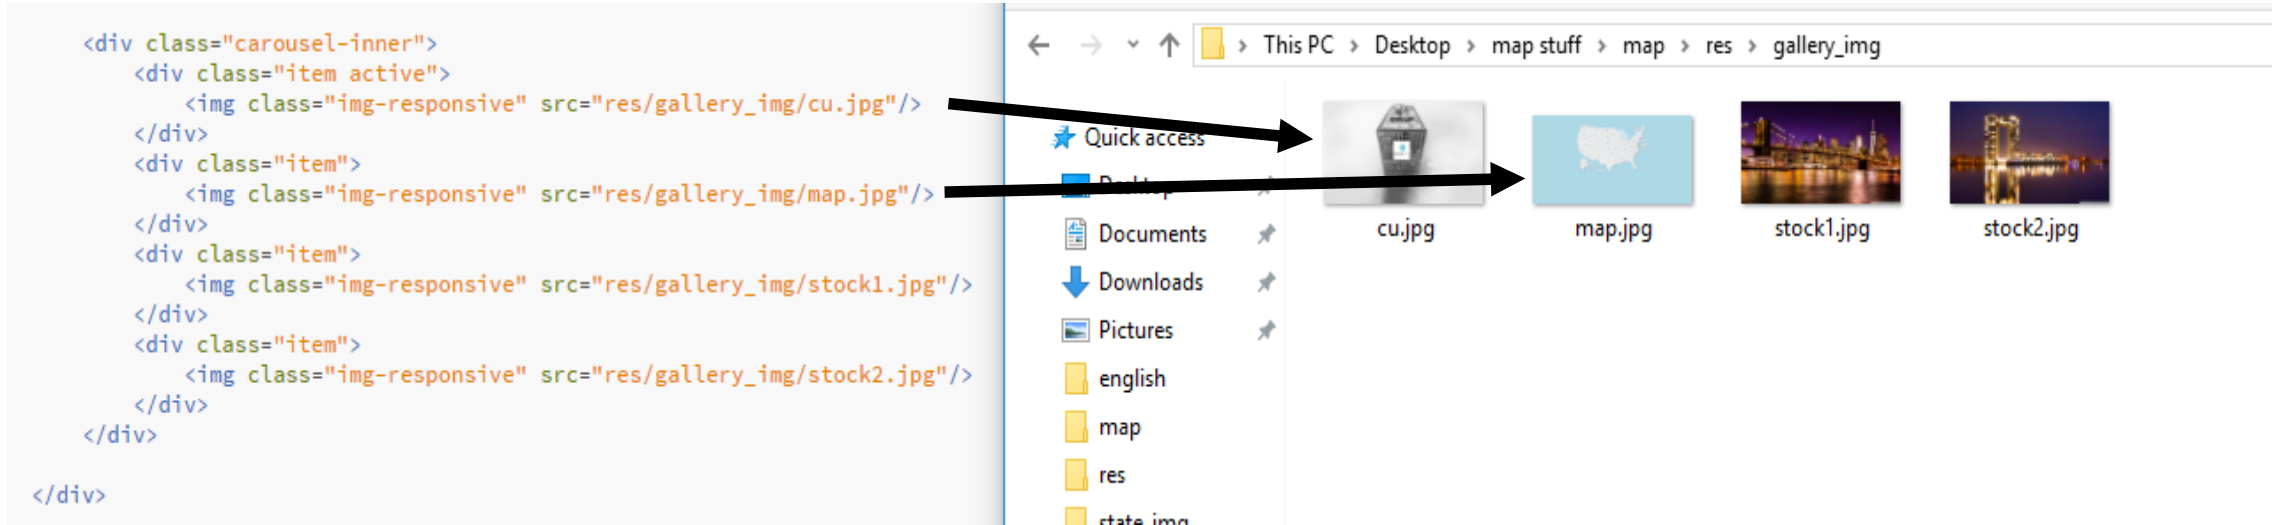 <div class="carousel-inner">
<div class="item active">
<img class="img-responsive" src="res/gallery_img/cu.jpg"/>
</div>
<div class="item">
<img class="img-responsive" src="res/gallery_img/map.jpg"/>
</div>
<div class="item">
<img class="img-responsive" src="res/gallery_img/stock1.jpg"/>
</div>
<div class="item">
<img class="img-responsive" src="res/gallery_img/stock2.jpg"/>
</div>
</div>
</div>
This PC > Desktop > map stuff > map > res > gallery_img
Quick access
Desktop
Documents
Downloads
Pictures
english
map
res
state_img
cu.jpg
map.jpg
stock1.jpg
stock2.jpg